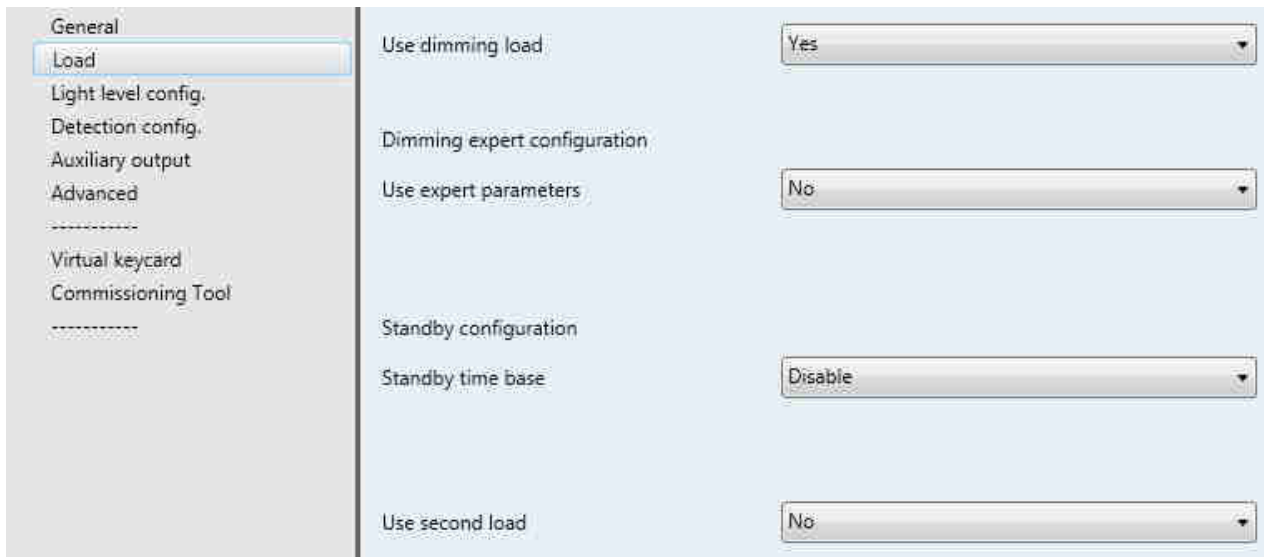 General
Load
Light level config.
Detection config.
Auxiliary output
Advanced
-----------
Virtual keycard
Commissioning Tool
-----------
Use dimming load Yes
Dimming expert configuration
Use expert parameters No
Standby configuration
Standby time base Disable
Use second load No